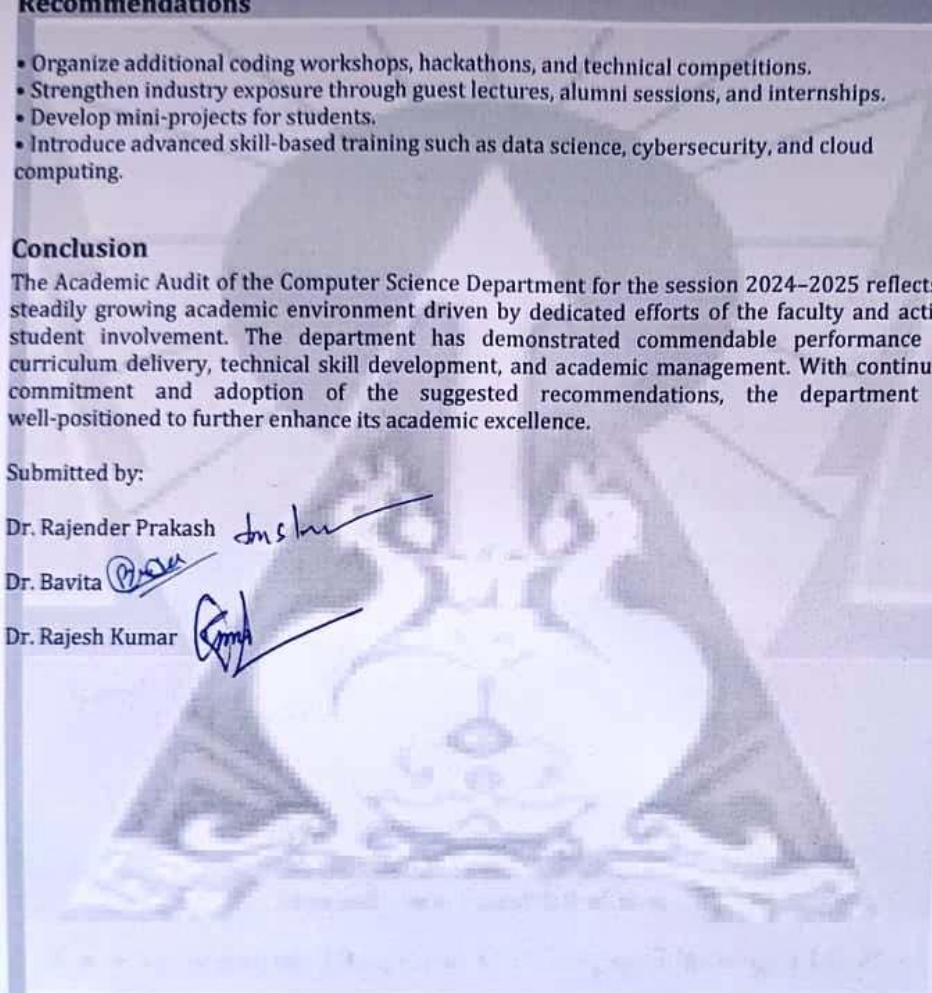 Recommendations
• Organize additional coding workshops, hackathons, and technical competitions.
• Strengthen industry exposure through guest lectures, alumni sessions, and internships.
• Develop mini-projects for students.
• Introduce advanced skill-based training such as data science, cybersecurity, and cloud
computing.
Conclusion
The Academic Audit of the Computer Science Department for the session 2024–2025 reflects
steadily growing academic environment driven by dedicated efforts of the faculty and acti
student involvement. The department has demonstrated commendable performance
curriculum delivery, technical skill development, and academic management. With continu
commitment and adoption of the suggested recommendations, the department
well-positioned to further enhance its academic excellence.
Submitted by:
Dr. Rajender Prakash
Dr. Bavita
Dr. Rajesh Kumar